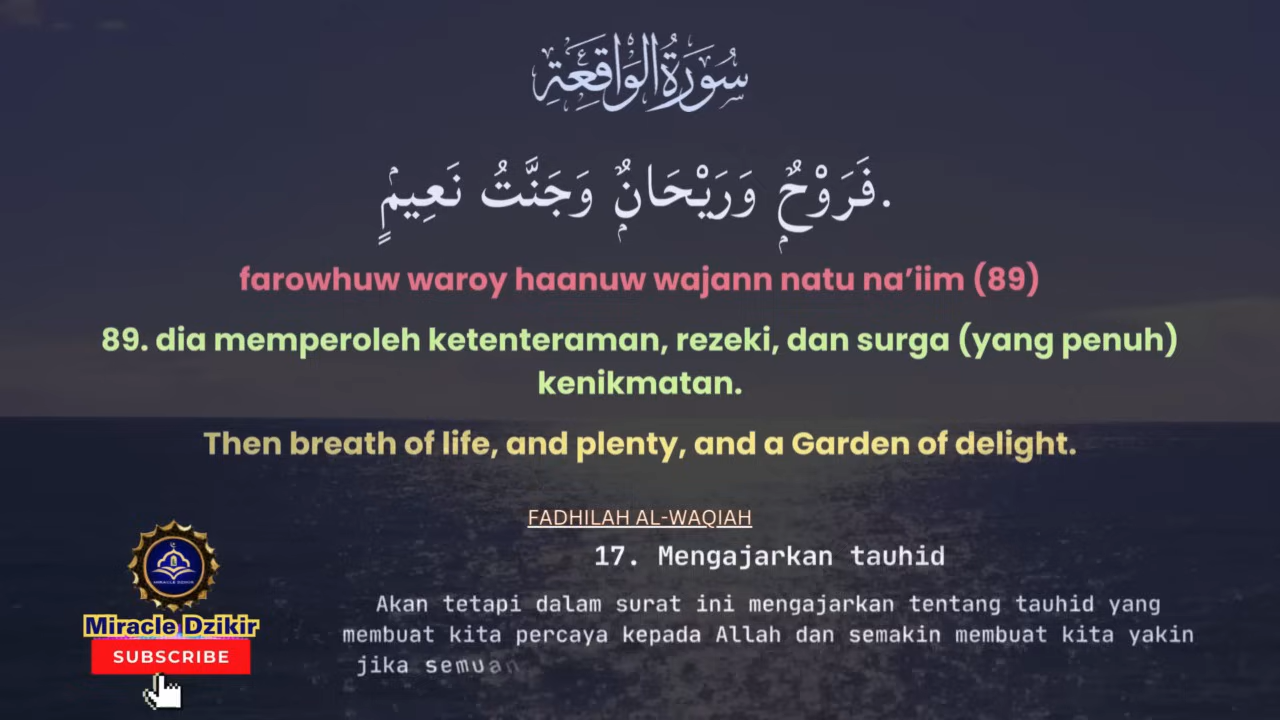 سُورَةُ الْوَاقِعَةِ
فَرَوْحٌ وَرَيْحَانٌ وَجَنَّتُ نَعِيمٍ.
farowhuw waroy haanuw wajann natu na’iim (89)
89. dia memperoleh ketenteraman, rezeki, dan surga (yang penuh)
kenikmatan.
Then breath of life, and plenty, and a Garden of delight.
FADHILAH AL-WAQIAH
17. Mengajarkan tauhid
Akan tetapi dalam surat ini mengajarkan tentang tauhid yang
membuat kita percaya kepada Allah dan semakin membuat kita yakin
jika semuan
MIRACLE DZIKIR
Miracle Dzikir
SUBSCRIBE